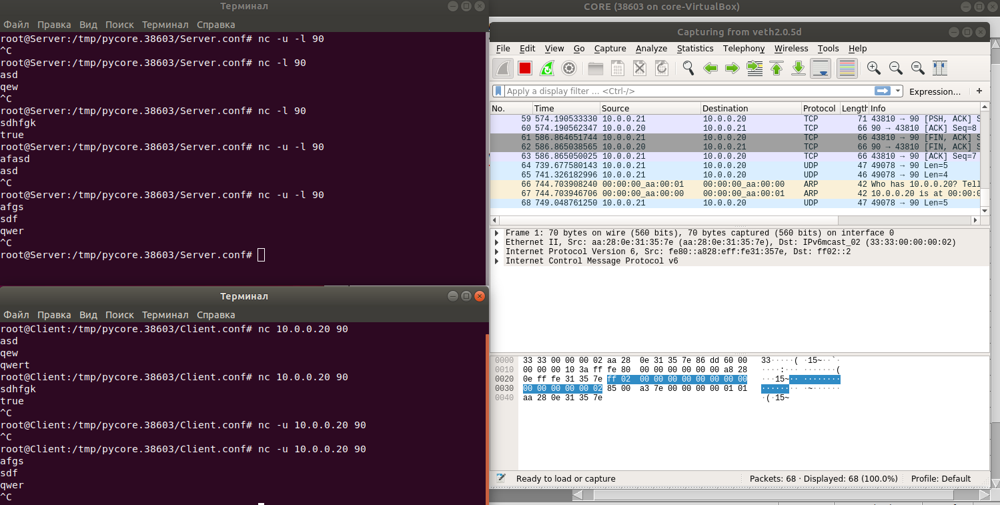 Терминал
Файл Правка Вид Поиск Терминал Справка
root@Server:/tmp/pycore.38603/Server.conf# nc -u -l 90
^C
root@Server:/tmp/pycore.38603/Server.conf# nc -l 90
asd
qew
^C
root@Server:/tmp/pycore.38603/Server.conf# nc -l 90
sdhfgk
true
root@Server:/tmp/pycore.38603/Server.conf# nc -u -l 90
afasd
asd
^C
root@Server:/tmp/pycore.38603/Server.conf# nc -u -l 90
afgs
sdf
qwer
^C
root@Server:/tmp/pycore.38603/Server.conf#
Терминал
Файл Правка Вид Поиск Терминал Справка
root@Client:/tmp/pycore.38603/Client.conf# nc 10.0.0.20 90
asd
qew
qwert
root@Client:/tmp/pycore.38603/Client.conf# nc 10.0.0.20 90
sdhfgk
true
^C
root@Client:/tmp/pycore.38603/Client.conf# nc -u 10.0.0.20 90
^C
root@Client:/tmp/pycore.38603/Client.conf# nc -u 10.0.0.20 90
afgs
sdf
qwer
^C
CORE (38603 on core-VirtualBox)
Capturing from veth2.0.5d
File Edit View Go Capture Analyze Statistics Telephony Wireless Tools Help
Apply a display filter ... <Ctrl-/> Expression... +
No. Time Source Destination Protocol Length Info
59 574.190533330 10.0.0.21 10.0.0.20 TCP 71 43810 → 90 [PSH, ACK] S
60 574.190562347 10.0.0.20 10.0.0.21 TCP 66 90 → 43810 [ACK] Seq=8
61 586.864651744 10.0.0.21 10.0.0.20 TCP 66 43810 → 90 [FIN, ACK] S
62 586.865038565 10.0.0.20 10.0.0.21 TCP 66 90 → 43810 [FIN, ACK] S
63 586.865050025 10.0.0.21 10.0.0.20 TCP 66 43810 → 90 [ACK] Seq=7
64 739.677580143 10.0.0.21 10.0.0.20 UDP 47 49078 → 90 Len=5
65 741.326182996 10.0.0.21 10.0.0.20 UDP 46 49078 → 90 Len=4
66 744.703908240 00:00:00_aa:00:01 00:00:00_aa:00:00 ARP 42 Who has 10.0.0.20? Tell
67 744.703946706 00:00:00_aa:00:00 00:00:00_aa:00:01 ARP 42 10.0.0.20 is at 00:00:0
68 749.048761250 10.0.0.21 10.0.0.20 UDP 47 49078 → 90 Len=5
Frame 1: 70 bytes on wire (560 bits), 70 bytes captured (560 bits) on interface 0
Ethernet II, Src: aa:28:0e:31:35:7e (aa:28:0e:31:35:7e), Dst: IPv6mcast_02 (33:33:00:00:00:02)
Internet Protocol Version 6, Src: fe80::a828:eff:fe31:357e, Dst: ff02::2
Internet Control Message Protocol v6
0000 33 33 00 00 00 02 aa 28 0e 31 35 7e 86 dd 60 00 33·····( ·15~··`·
0010 00 00 00 10 3a ff fe 80 00 00 00 00 00 00 a8 28 ····:··· ·······(
0020 0e ff fe 31 35 7e ff 02 00 00 00 00 00 00 00 00 ···15~·· ········
0030 00 00 00 00 00 02 85 00 a3 7e 00 00 00 00 01 01 ········ ·~······
0040 aa 28 0e 31 35 7e ·(·15~
Ready to load or capture Packets: 68 · Displayed: 68 (100.0%) Profile: Default